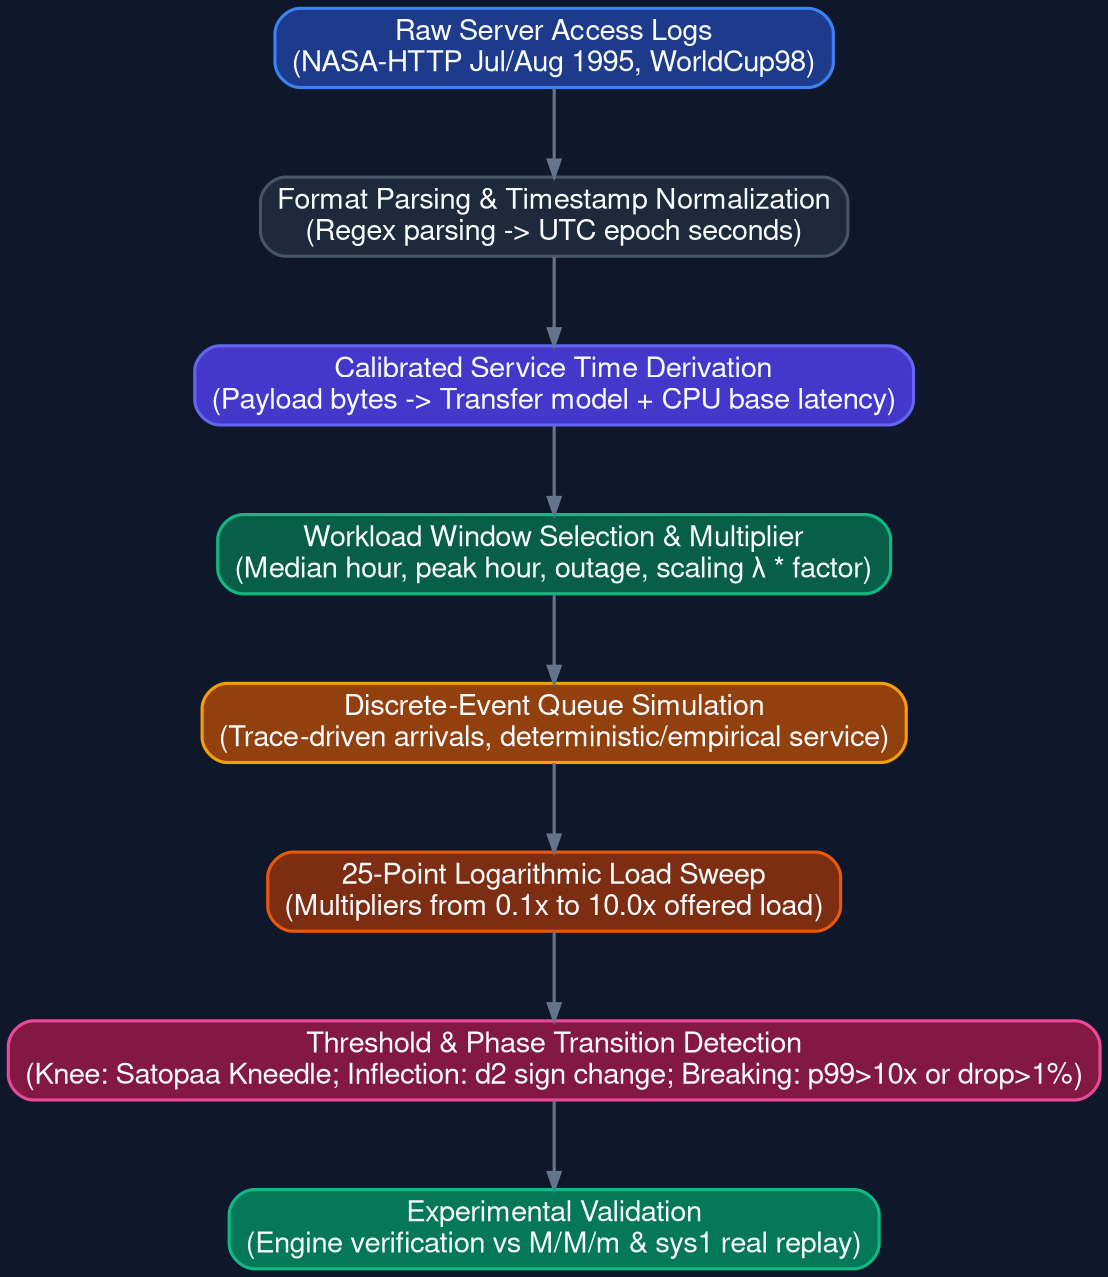 Raw Server Access Logs
(NASA-HTTP Jul/Aug 1995, WorldCup98)
Format Parsing & Timestamp Normalization
(Regex parsing -> UTC epoch seconds)
Calibrated Service Time Derivation
(Payload bytes -> Transfer model + CPU base latency)
Workload Window Selection & Multiplier
(Median hour, peak hour, outage, scaling λ * factor)
Discrete-Event Queue Simulation
(Trace-driven arrivals, deterministic/empirical service)
25-Point Logarithmic Load Sweep
(Multipliers from 0.1x to 10.0x offered load)
Threshold & Phase Transition Detection
(Knee: Satopaa Kneedle; Inflection: d2 sign change; Breaking: p99>10x or drop>1%)
Experimental Validation
(Engine verification vs M/M/m & sys1 real replay)